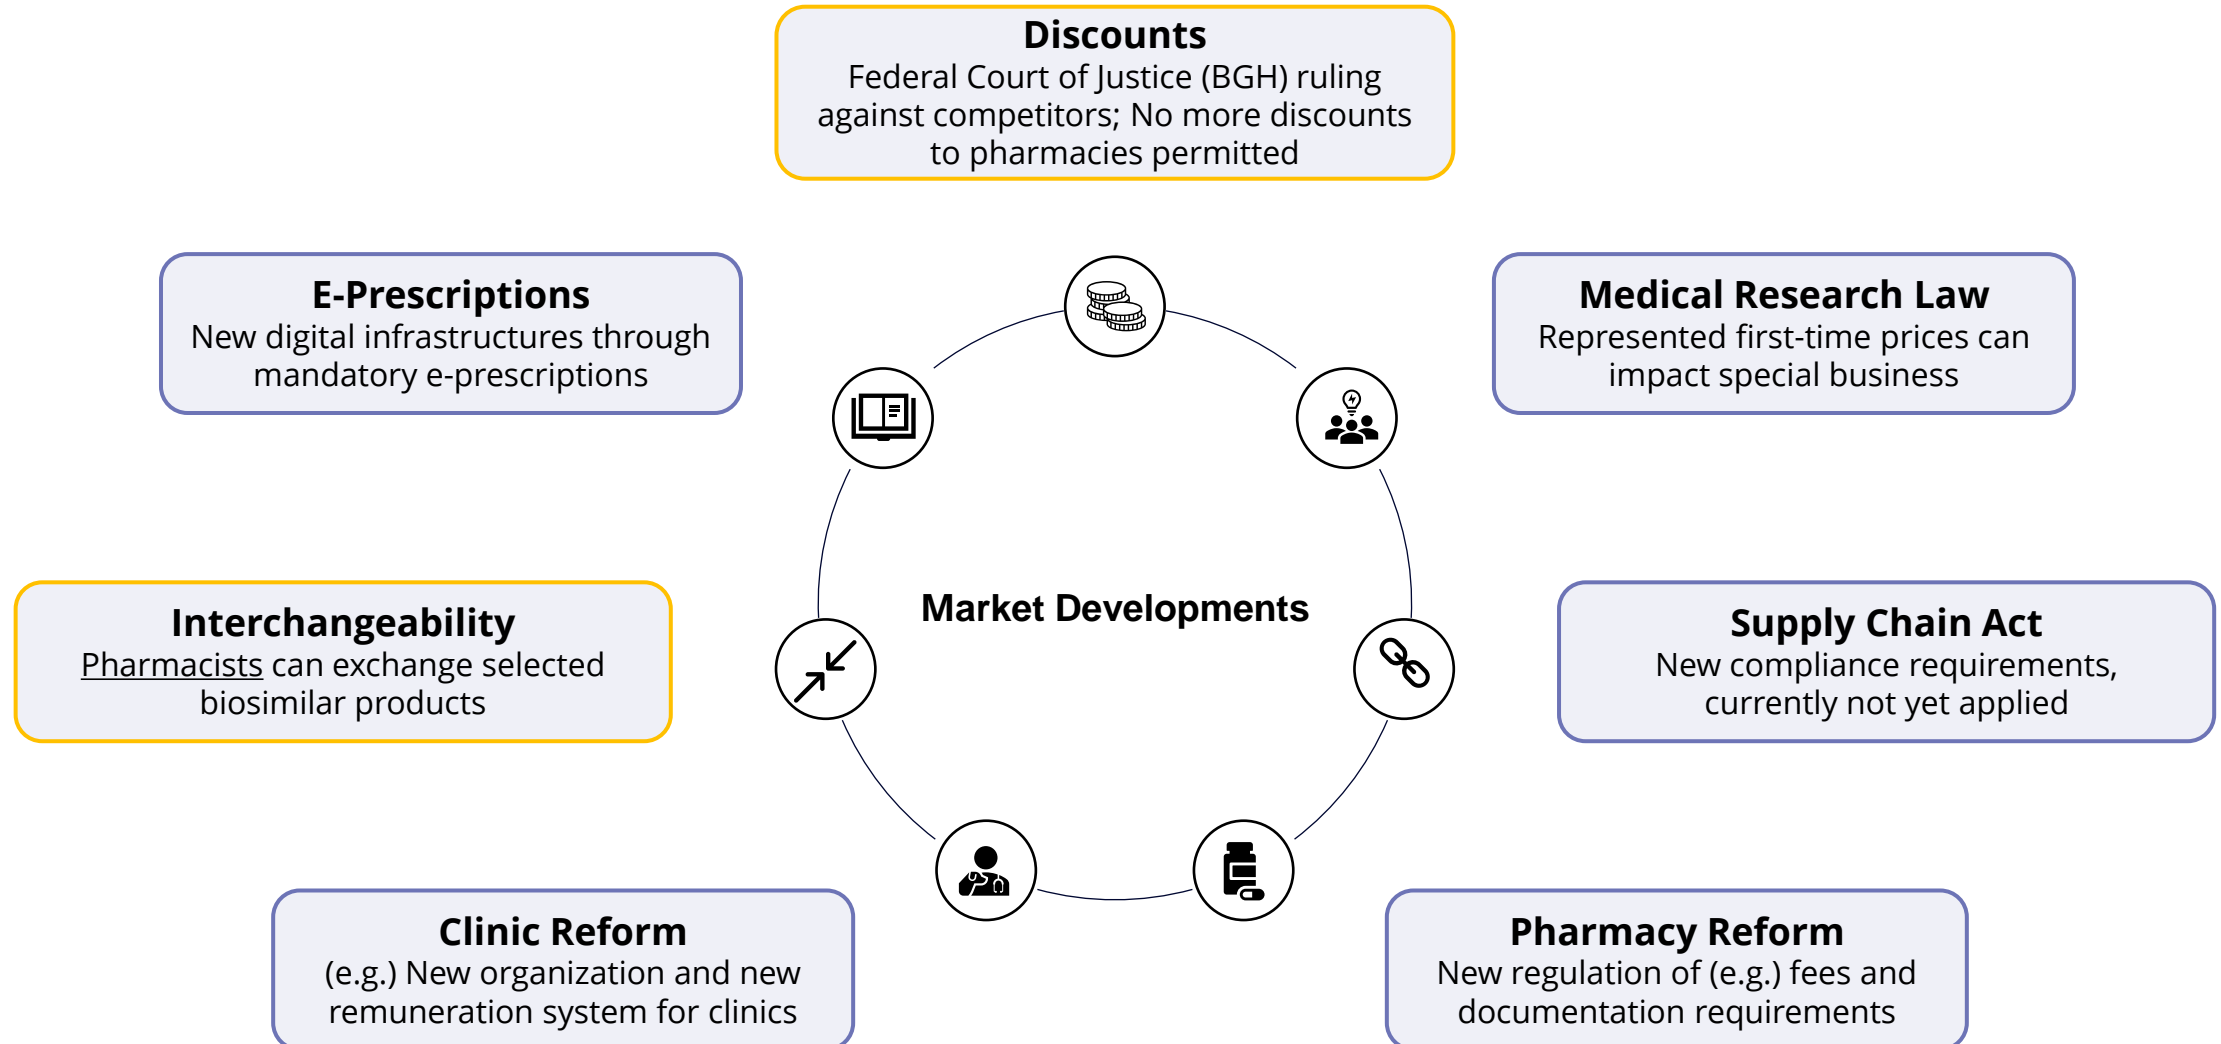 Discounts
Federal Court of Justice (BGH) ruling
against competitors; No more discounts
to pharmacies permitted
E-Prescriptions
New digital infrastructures through
mandatory e-prescriptions
Medical Research Law
Represented first-time prices can
impact special business
Market Developments
Interchangeability
Pharmacists can exchange selected
biosimilar products
Supply Chain Act
New compliance requirements,
currently not yet applied
Clinic Reform
(e.g.) New organization and new
remuneration system for clinics
Pharmacy Reform
New regulation of (e.g.) fees and
documentation requirements